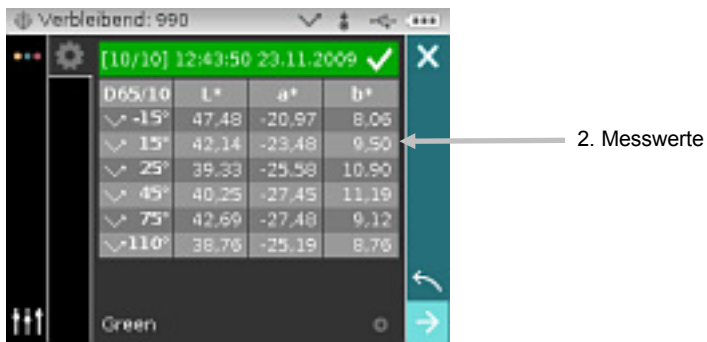 Verbleibend: 990
[10/10] 12:43:50 23.11.2009
D65/10 L* a* b*
-15° 47,48 -20,97 8,06
15° 42,14 -23,48 9,50
25° 39,33 -25,58 10,90
45° 40,25 -27,45 11,19
75° 42,69 -27,48 9,12
110° 38,76 -25,19 8,76
Green
2. Messwerte